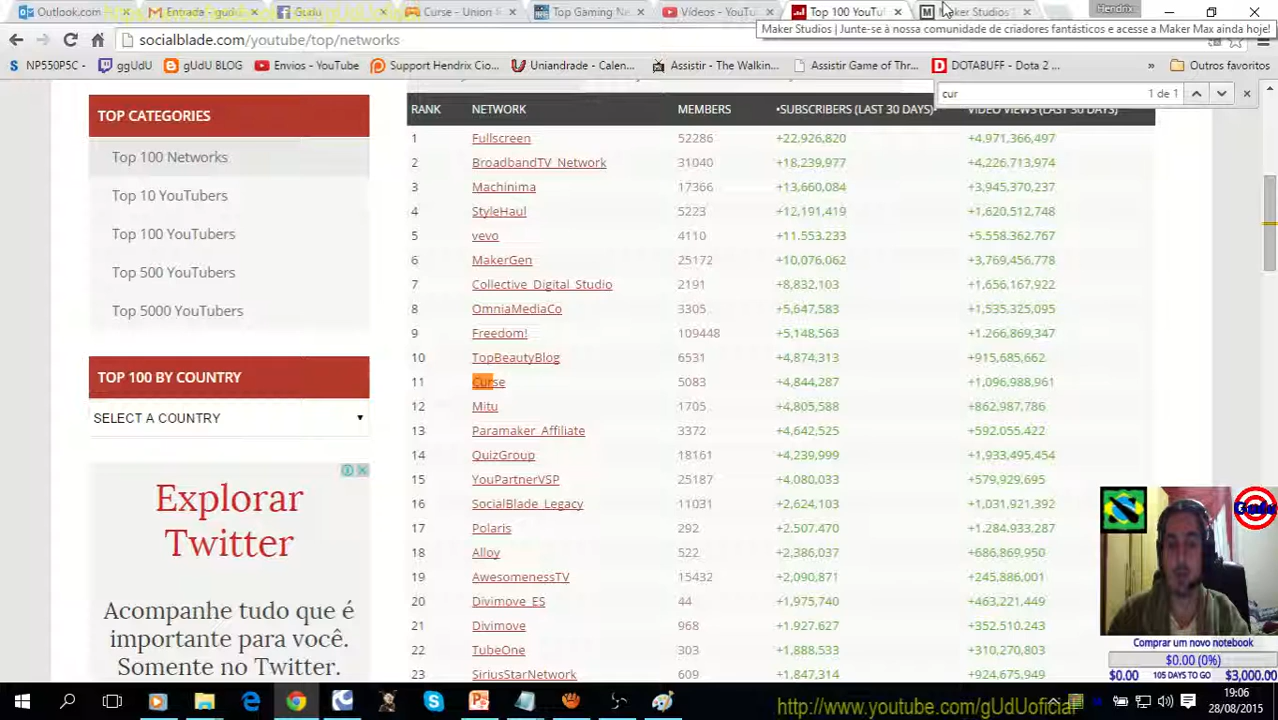 http://www.youtube.com/gUdUoficial
Outlook.com
Entrada - gudu
Gudu
Curse - Union f
Top Gaming Ne
Vídeos - YouTu
Top 100 YouTu
Maker Studios
Hendrix
Maker Studios | Junte-se à nossa comunidade de criadores fantásticos e acesse a Maker Max ainda hoje!
socialblade.com/youtube/top/networks
NP550P5C -
ggUdU
gUdU BLOG
Envios - YouTube
Support Hendrix Cio...
Uniandrade - Calen...
Assistir - The Walkin...
Assistir Game of Thr...
DOTABUFF - Dota 2 ...
»
Outros favoritos
cur
1 de 1
TOP CATEGORIES
Top 100 Networks
Top 10 YouTubers
Top 100 YouTubers
Top 500 YouTubers
Top 5000 YouTubers
TOP 100 BY COUNTRY
SELECT A COUNTRY
Explorar
Twitter
Acompanhe tudo que é
importante para você.
Somente no Twitter.
RANK NETWORK MEMBERS •SUBSCRIBERS (LAST 30 DAYS)• VIDEO VIEWS (LAST 30 DAYS)
1 Fullscreen 52286 +22,926,820 +4,971,366,497
2 BroadbandTV_Network 31040 +18,239,977 +4,226,713,974
3 Machinima 17366 +13,660,084 +3,945,370,237
4 StyleHaul 5223 +12,191,419 +1,620,512,748
5 vevo 4110 +11,553,233 +5,558,362,767
6 MakerGen 25172 +10,076,062 +3,769,456,778
7 Collective_Digital_Studio 2191 +8,832,103 +1,656,167,922
8 OmniaMediaCo 3305 +5,647,583 +1,535,325,095
9 Freedom! 109448 +5,148,563 +1,266,869,347
10 TopBeautyBlog 6531 +4,874,313 +915,685,662
11 Curse 5083 +4,844,287 +1,096,988,961
12 Mitu 1705 +4,805,588 +862,987,786
13 Paramaker_Affiliate 3372 +4,642,525 +592,055,422
14 QuizGroup 18161 +4,239,999 +1,933,495,454
15 YouPartnerVSP 25187 +4,080,033 +579,929,695
16 SocialBlade_Legacy 11031 +2,624,103 +1,031,921,392
17 Polaris 292 +2,507,470 +1,284,933,287
18 Alloy 522 +2,386,037 +686,869,950
19 AwesomenessTV 15432 +2,090,871 +245,886,001
20 Divimove_ES 44 +1,975,740 +463,221,449
21 Divimove 968 +1,927,627 +352,510,243
22 TubeOne 303 +1,888,533 +310,270,803
23 SiriusStarNetwork 609 +1,847,314 +924,675,949
Gudu
Comprar um novo notebook
$0.00 (0%)
$0.00 105 DAYS TO GO $3,000.00
http://www.youtube.com/gUdUoficial
19:06
28/08/2015